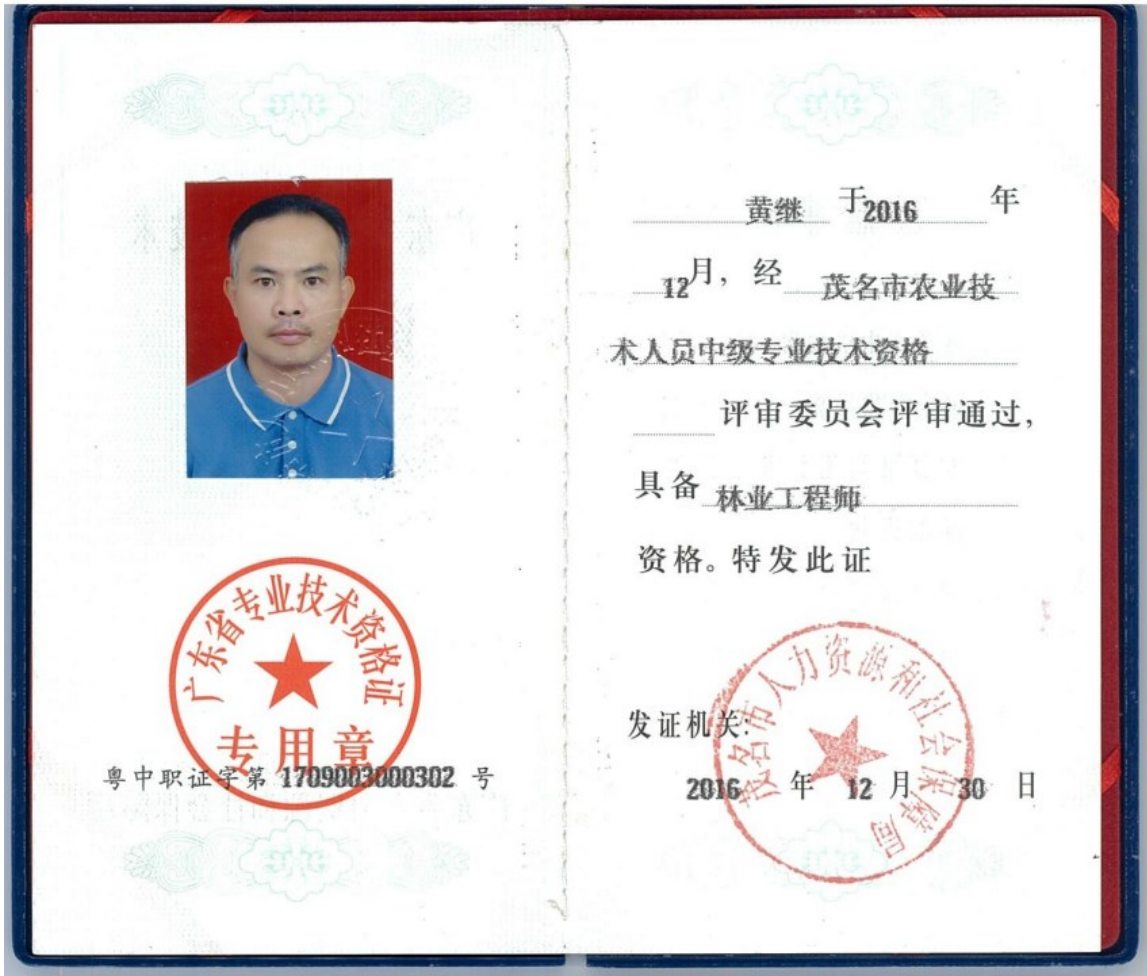 广东省专业技术资格证
专用章
粤中职证字第 1709003000302 号
黄继 于2016 年
12月，经 茂名市农业技
术人员中级专业技术资格
评审委员会评审通过，
具备 林业工程师
资格。特发此证
茂名市人力资源和社会保障局
发证机关：
2016 年 12 月 30 日